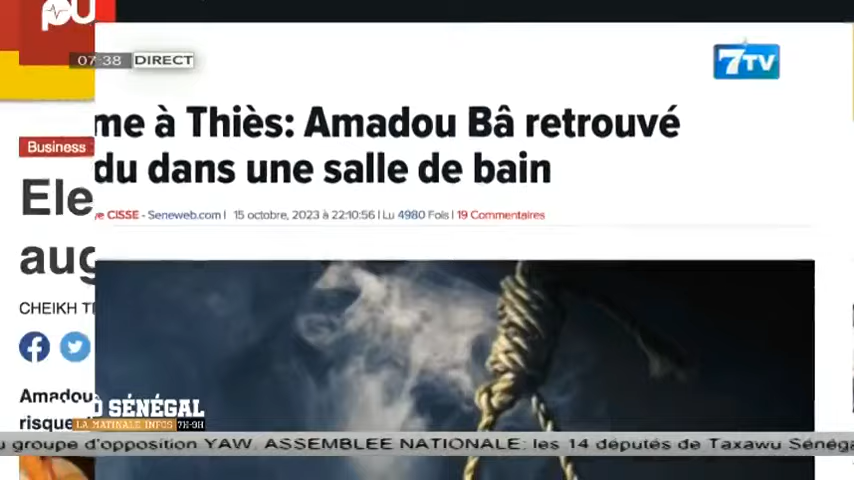 07:38 DIRECT
7TV
me à Thiès: Amadou Bâ retrouvé
du dans une salle de bain
CISSE - Seneweb.com | 15 octobre, 2023 à 22:10:56 | Lu 4980 Fois | 19 Commentaires
Business
Ele
aug
CHEIKH
Amadou
risque
SÉNÉGAL
LA MATINALE INFOS 7H-9H
u groupe d'opposition YAW. ASSEMBLEE NATIONALE: les 14 députés de Taxawu Sénéga